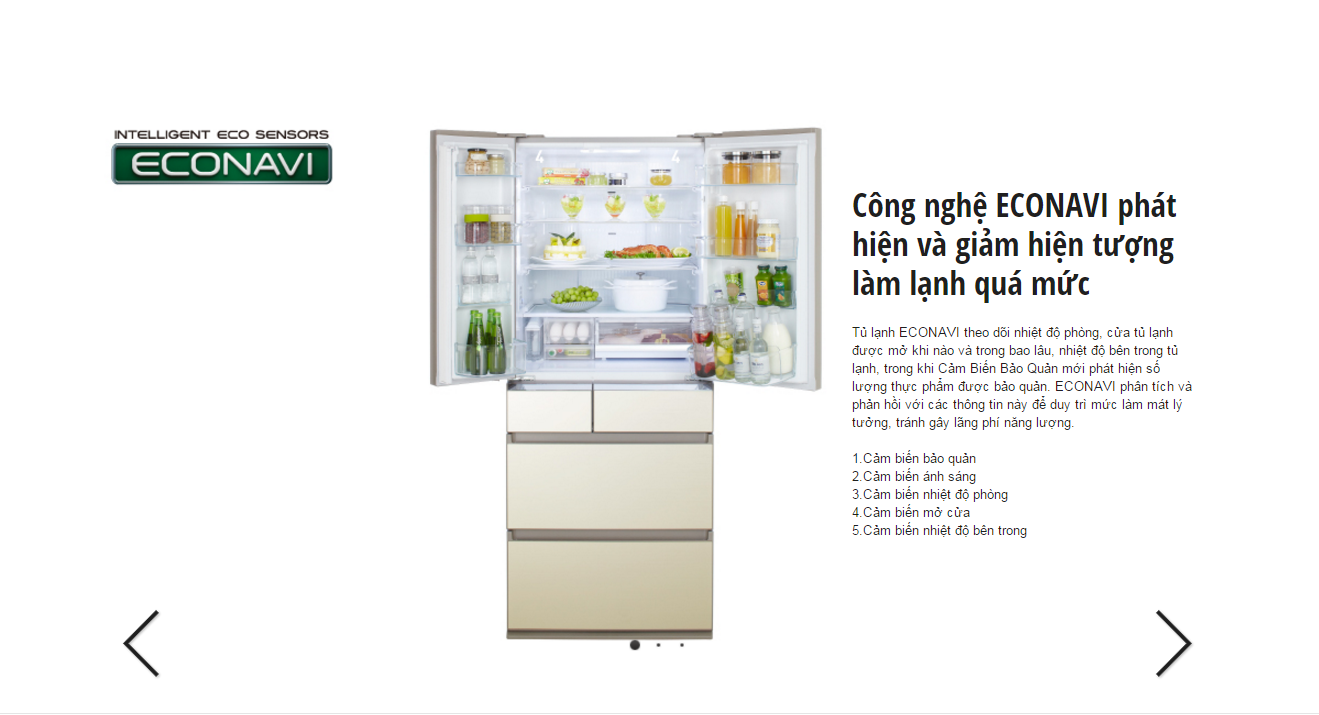 INTELLIGENT ECO SENSORS
ECONAVI
4
4
Công nghệ ECONAVI phát
hiện và giảm hiện tượng
làm lạnh quá mức
Tủ lạnh ECONAVI theo dõi nhiệt độ phòng, cửa tủ lạnh
được mở khi nào và trong bao lâu, nhiệt độ bên trong tủ
lạnh, trong khi Cảm Biến Bảo Quản mới phát hiện số
lượng thực phẩm được bảo quản. ECONAVI phân tích và
phản hồi với các thông tin này để duy trì mức làm mát lý
tưởng, tránh gây lãng phí năng lượng.
1.Cảm biến bảo quản
2.Cảm biến ánh sáng
3.Cảm biến nhiệt độ phòng
4.Cảm biến mở cửa
5.Cảm biến nhiệt độ bên trong